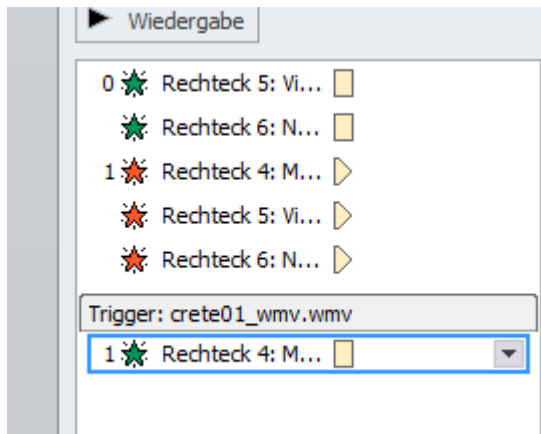 Wiedergabe
0 Rechteck 5: Vi...
Rechteck 6: N...
1 Rechteck 4: M...
Rechteck 5: Vi...
Rechteck 6: N...
Trigger: crete01_wmv.wmv
1 Rechteck 4: M...